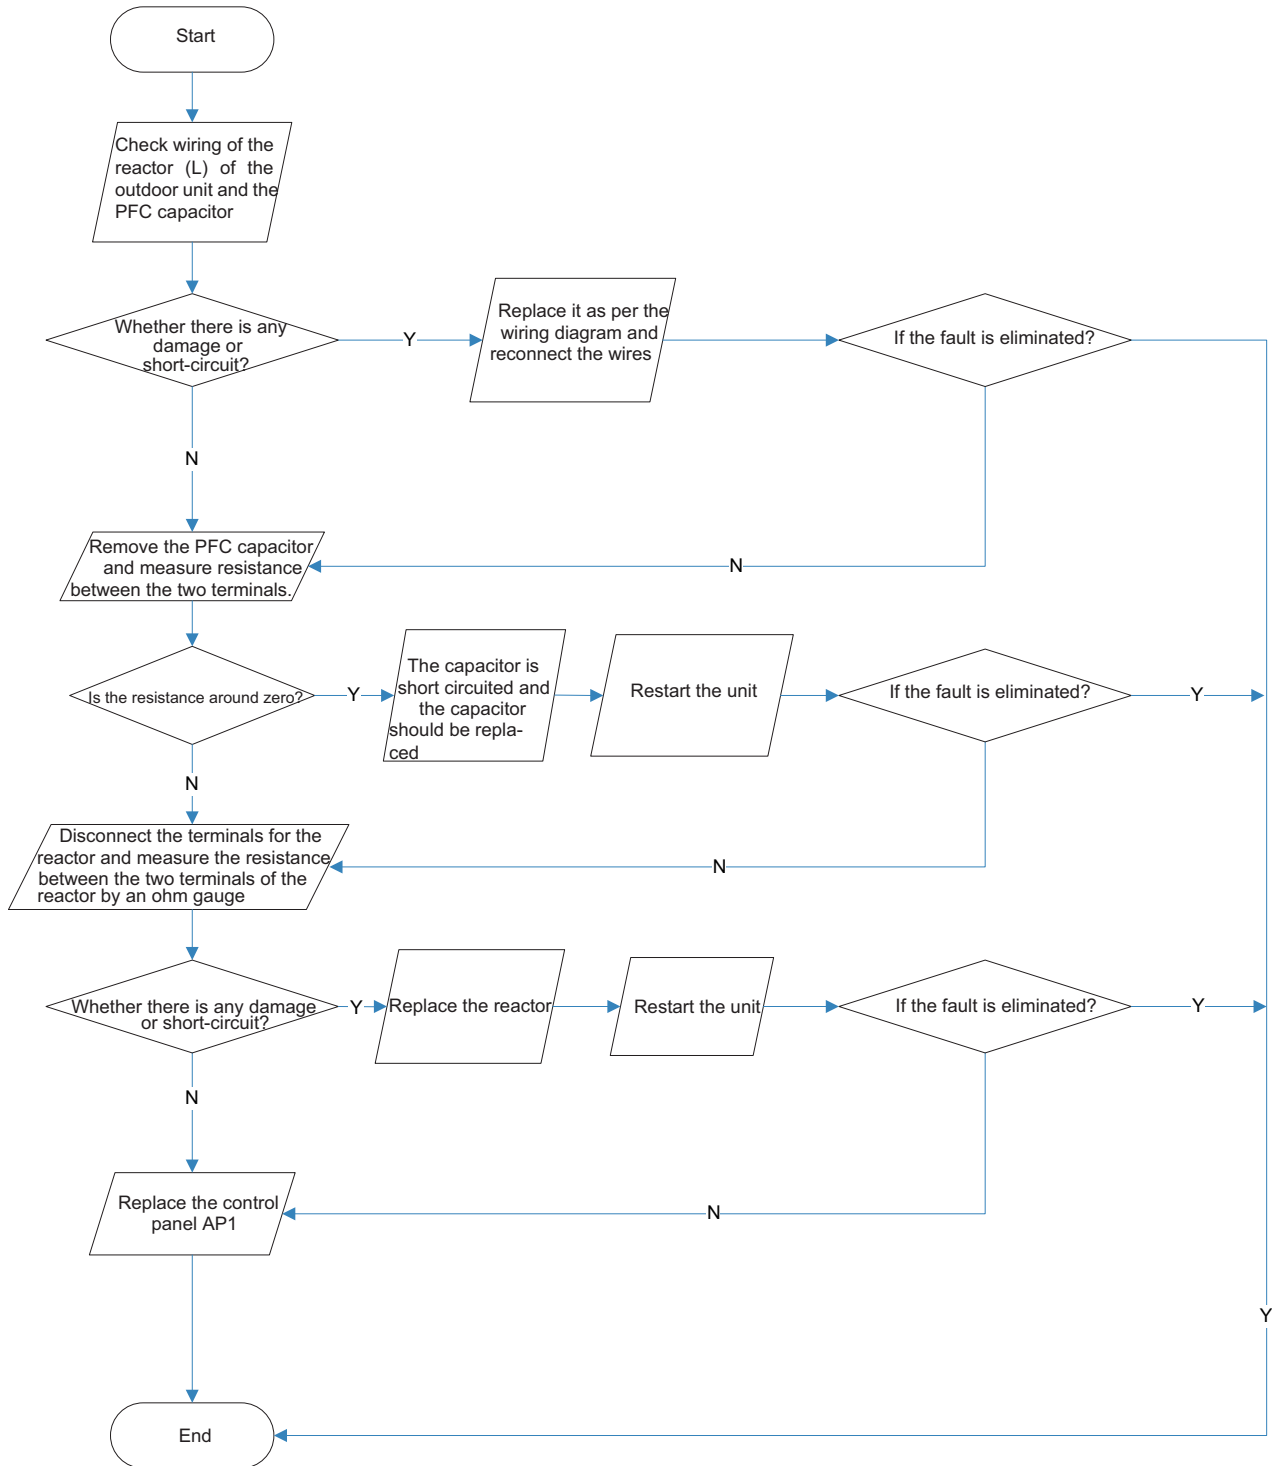 Start
Check wiring of the
reactor (L) of the
outdoor unit and the
PFC capacitor
Whether there is any
damage or
short-circuit?
Y
Replace it as per the
wiring diagram and
reconnect the wires
If the fault is eliminated?
N
Remove the PFC capacitor
and measure resistance
between the two terminals.
N
Is the resistance around zero?
Y
The capacitor is
short circuited and
the capacitor
should be repla-
ced
Restart the unit
If the fault is eliminated?
Y
N
Disconnect the terminals for the
reactor and measure the resistance
between the two terminals of the
reactor by an ohm gauge
N
Whether there is any damage
or short-circuit?
Y
Replace the reactor
Restart the unit
If the fault is eliminated?
Y
N
Replace the control
panel AP1
N
Y
End